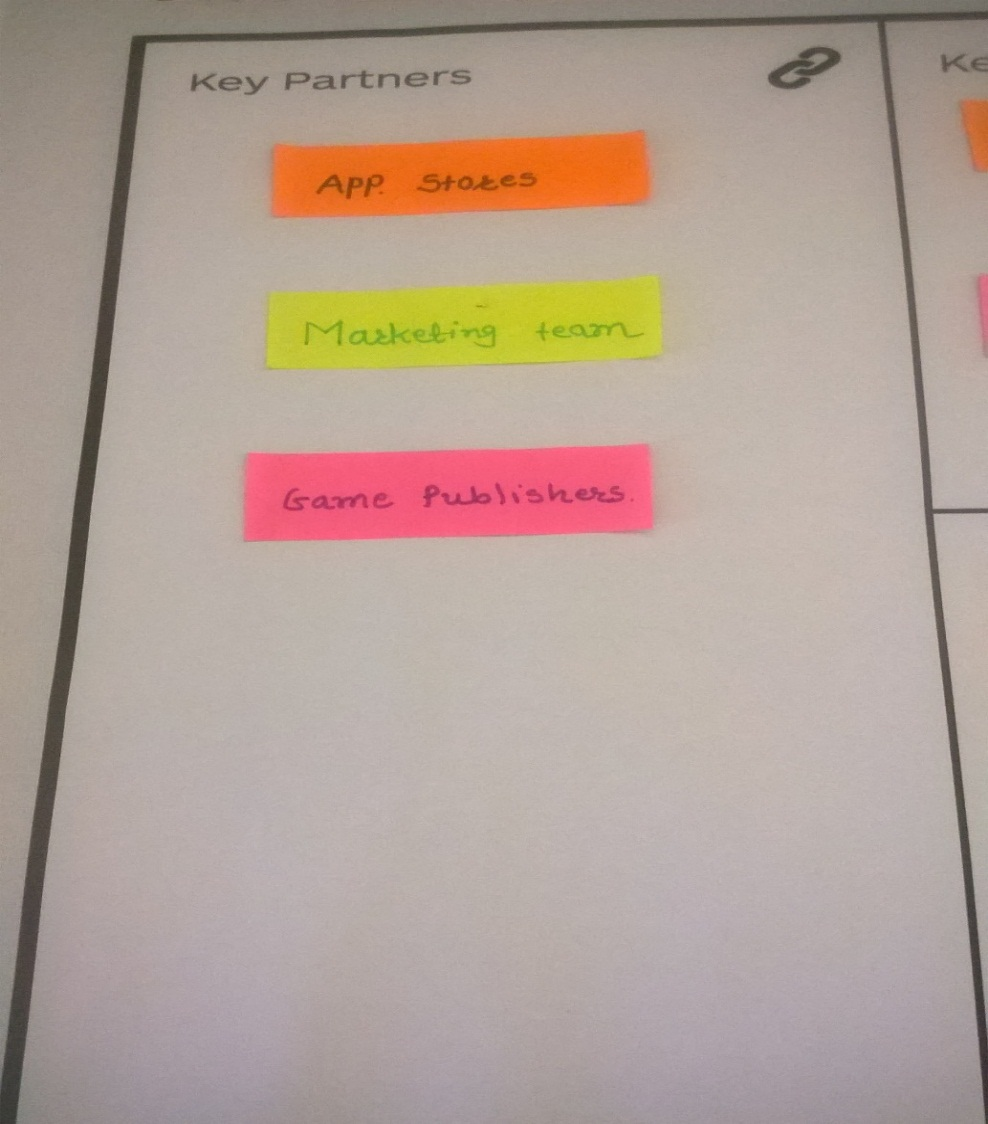 Key Partners
App. Stores
Marketing team
Game Publishers.